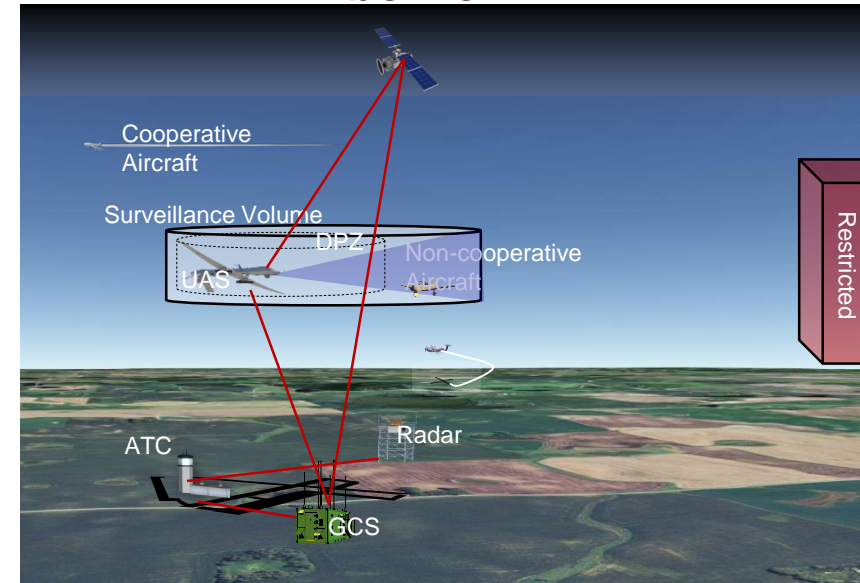 Cooperative
Aircraft
Surveillance Volume
DPZ
Non-cooperative
Aircraft
UAS
Restricted
Radar
ATC
GCS